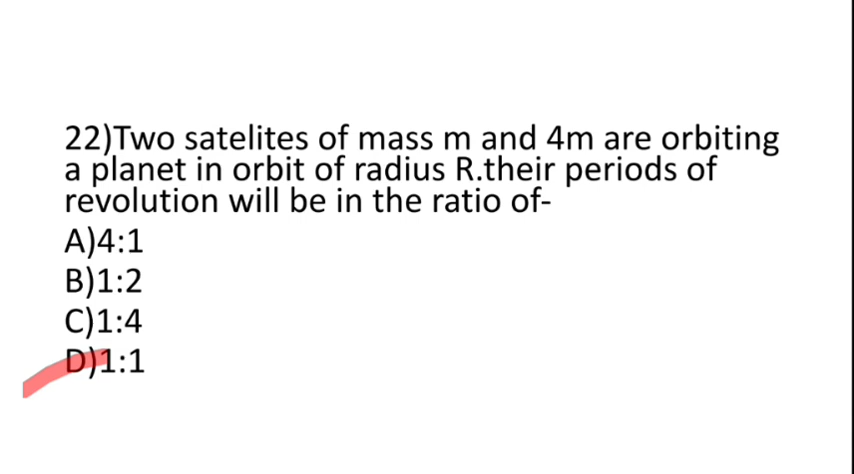 22)Two satelites of mass m and 4m are orbiting
a planet in orbit of radius R.their periods of
revolution will be in the ratio of-
A)4:1
B)1:2
C)1:4
D)1:1